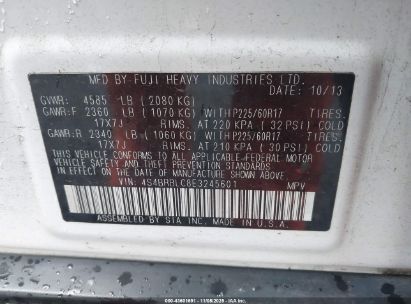 MFD BY-FUJI HEAVY INDUSTRIES LTD.
DATE: 10/13
GVWR: 4585 LB (2080 KG)
GAWR:F 2360 LB (1070 KG) WITH P225/60R17 TIRES.
17X7J RIMS. AT 220 KPA (32 PSI) COLD
GAWR:R 2340 LB (1060 KG) WITH P225/60R17 TIRES.
17X7J RIMS. AT 210 KPA (30 PSI) COLD
THIS VEHICLE CONFORMS TO ALL APPLICABLE FEDERAL MOTOR
VEHICLE SAFETY, BUMPER, AND THEFT PREVENTION
STANDARDS IN EFFECT ON THE DATE OF MANUFACTURE SHOWN ABOVE.
VIN: 4S4BRBLC8E3245601 MPV
ASSEMBLED BY SIA INC. IN U.S.A.